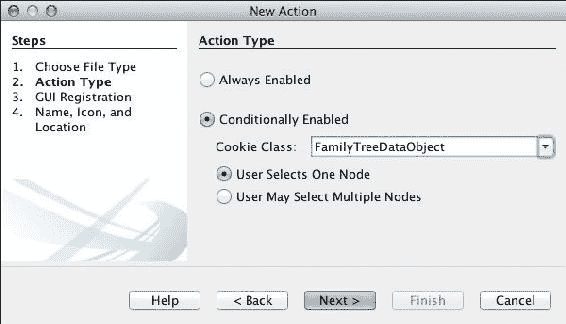 New Action
Steps
1. Choose File Type
2. Action Type
3. GUI Registration
4. Name, Icon, and
Location
Action Type
Always Enabled
Conditionally Enabled
Cookie Class: FamilyTreeDataObject
User Selects One Node
User May Select Multiple Nodes
Help
< Back
Next >
Finish
Cancel